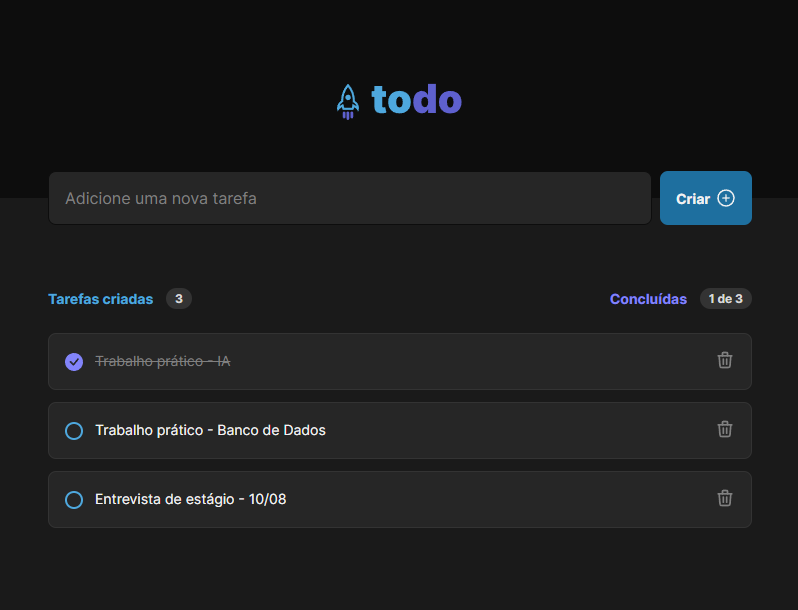 todo
Adicione uma nova tarefa
Criar
Tarefas criadas 3
Concluídas 1 de 3
Trabalho prático - IA
Trabalho prático - Banco de Dados
Entrevista de estágio - 10/08